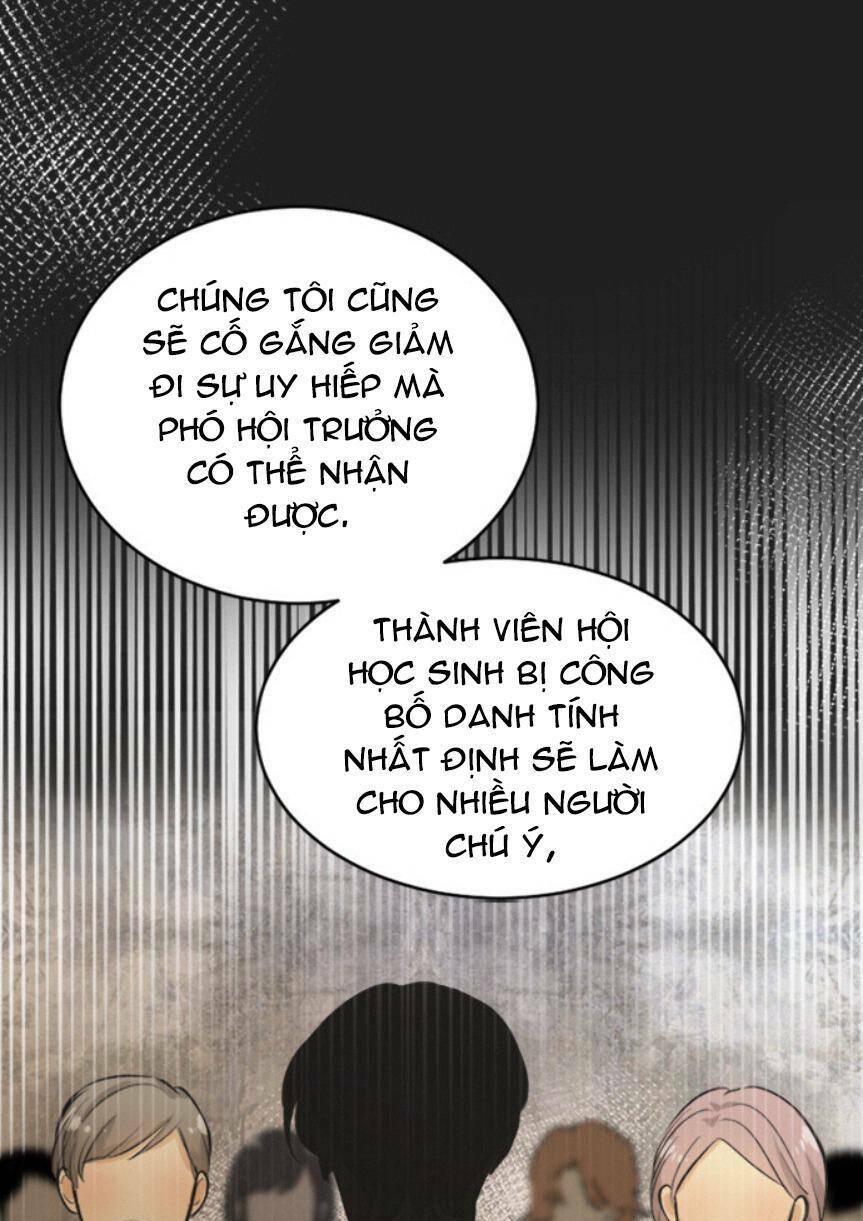 CHÚNG TÔI CŨNG
SẼ CỐ GẮNG GIẢM
ĐI SỰ UY HIẾP MÀ
PHÓ HỘI TRƯỞNG
CÓ THỂ NHẬN
ĐƯỢC.
THÀNH VIÊN HỘI
HỌC SINH BỊ CÔNG
BỐ DANH TÍNH
NHẤT ĐỊNH SẼ LÀM
CHO NHIỀU NGƯỜI
CHÚ Ý,